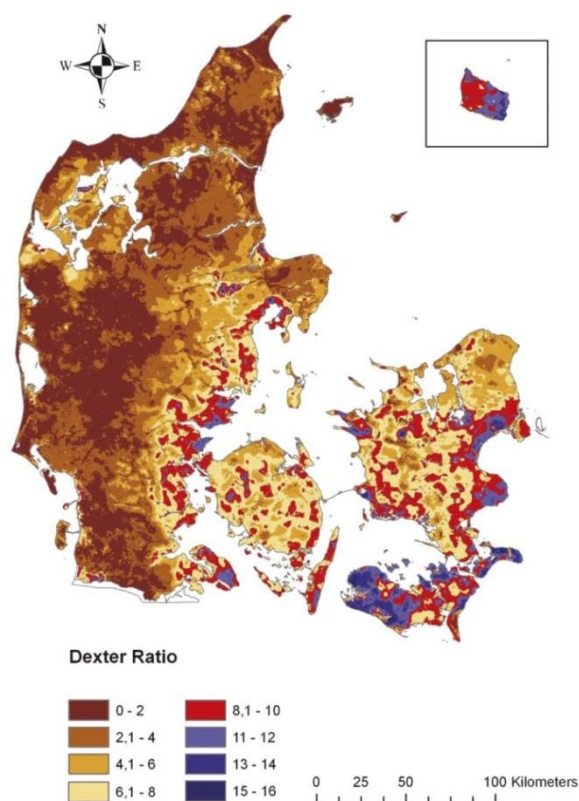 N
W E
S
Dexter Ratio
0 - 2
2,1 - 4
4,1 - 6
6,1 - 8
8,1 - 10
11 - 12
13 - 14
15 - 16
0 25 50 100 Kilometers